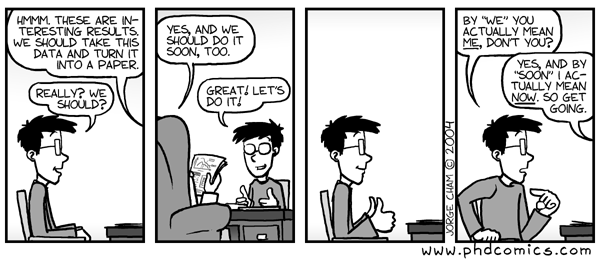 HMMM. THESE ARE IN-
TERESTING RESULTS.
WE SHOULD TAKE THIS
DATA AND TURN IT
INTO A PAPER.
REALLY? WE
SHOULD?
YES, AND WE
SHOULD DO IT
SOON, TOO.
GREAT! LET'S
DO IT!
BY "WE" YOU
ACTUALLY MEAN
ME, DON'T YOU?
YES, AND BY
"SOON" I AC-
TUALLY MEAN
NOW. SO GET
GOING.
JORGE CHAM © 2004
www.phdcomics.com